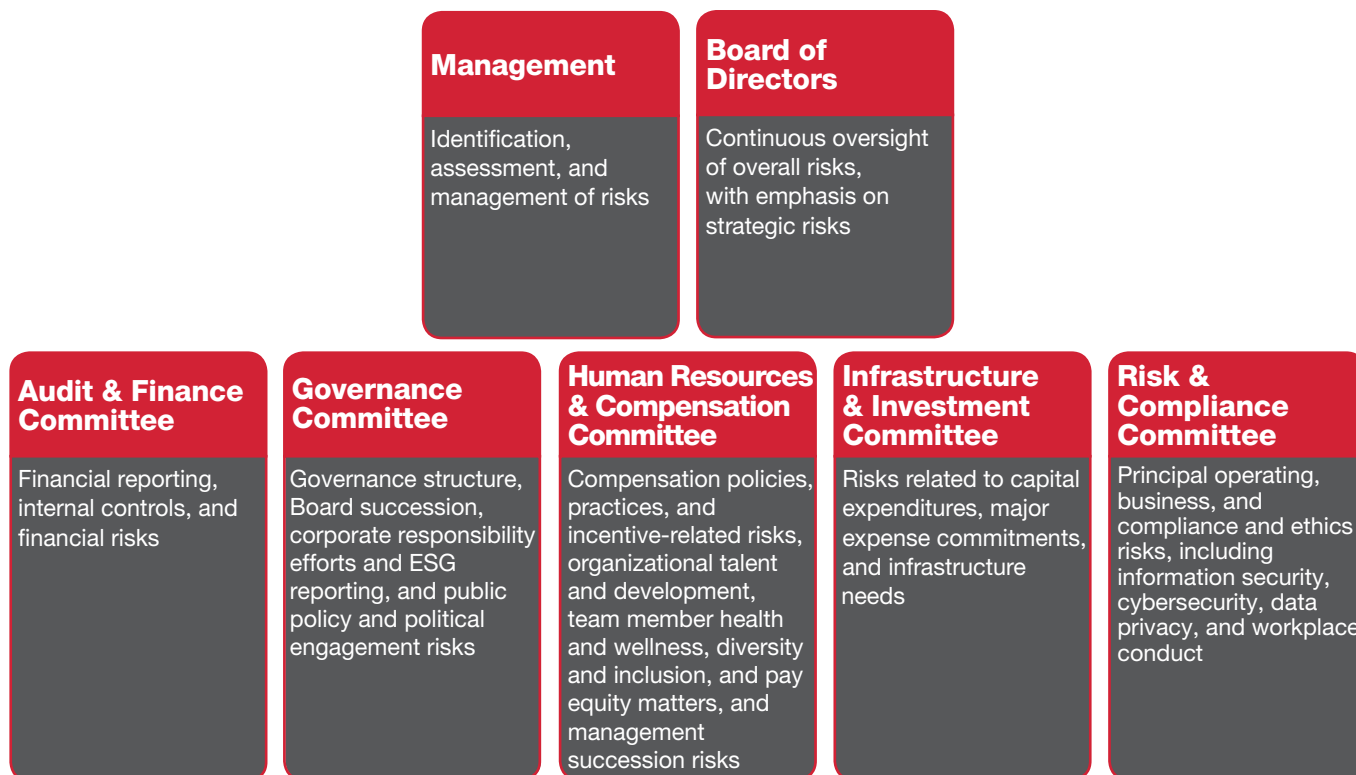 Management
Identification,
assessment, and
management of risks
Board of
Directors
Continuous oversight
of overall risks,
with emphasis on
strategic risks
Audit & Finance
Committee
Financial reporting,
internal controls, and
financial risks
Governance
Committee
Governance structure,
Board succession,
corporate responsibility
efforts and ESG
reporting, and public
policy and political
engagement risks
Human Resources
& Compensation
Committee
Compensation policies,
practices, and
incentive-related risks,
organizational talent
and development,
team member health
and wellness, diversity
and inclusion, and pay
equity matters, and
management
succession risks
Infrastructure
& Investment
Committee
Risks related to capital
expenditures, major
expense commitments,
and infrastructure
needs
Risk &
Compliance
Committee
Principal operating,
business, and
compliance and ethics
risks, including
information security,
cybersecurity, data
privacy, and workplace
conduct